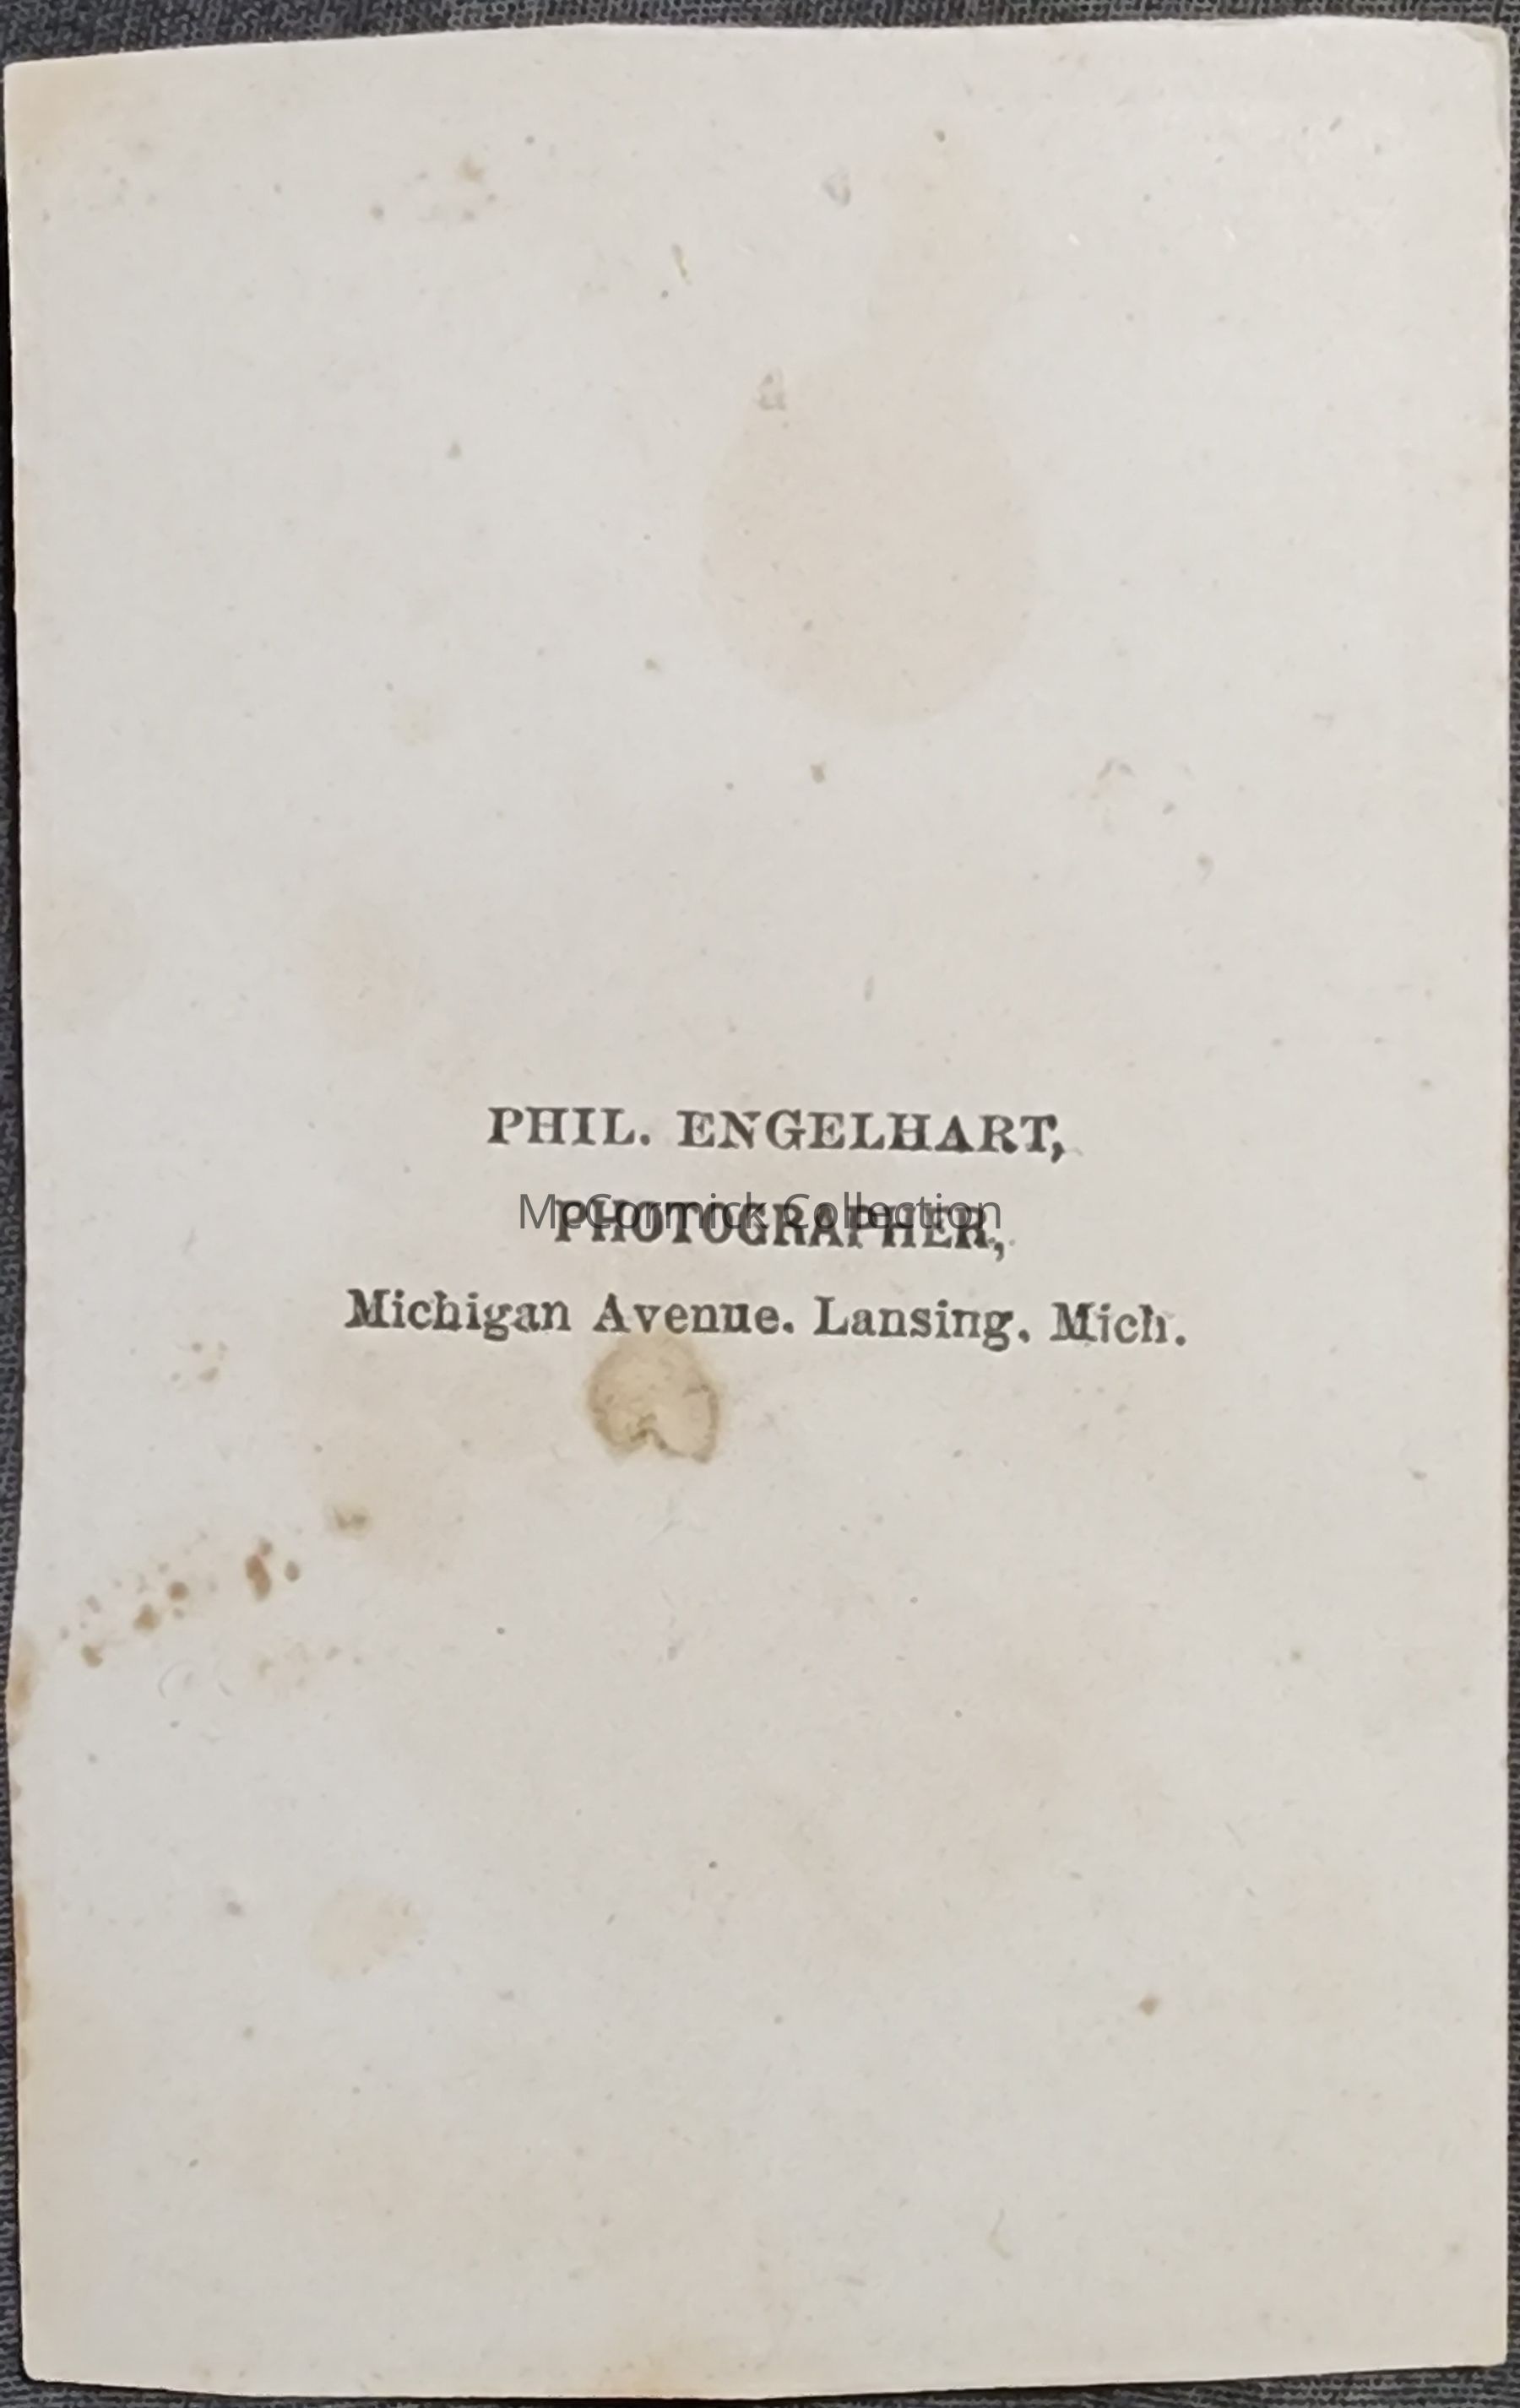 PHIL. ENGELHART,
McCormick Collection
PHOTOGRAPHER,
Michigan Avenue. Lansing. Mich.